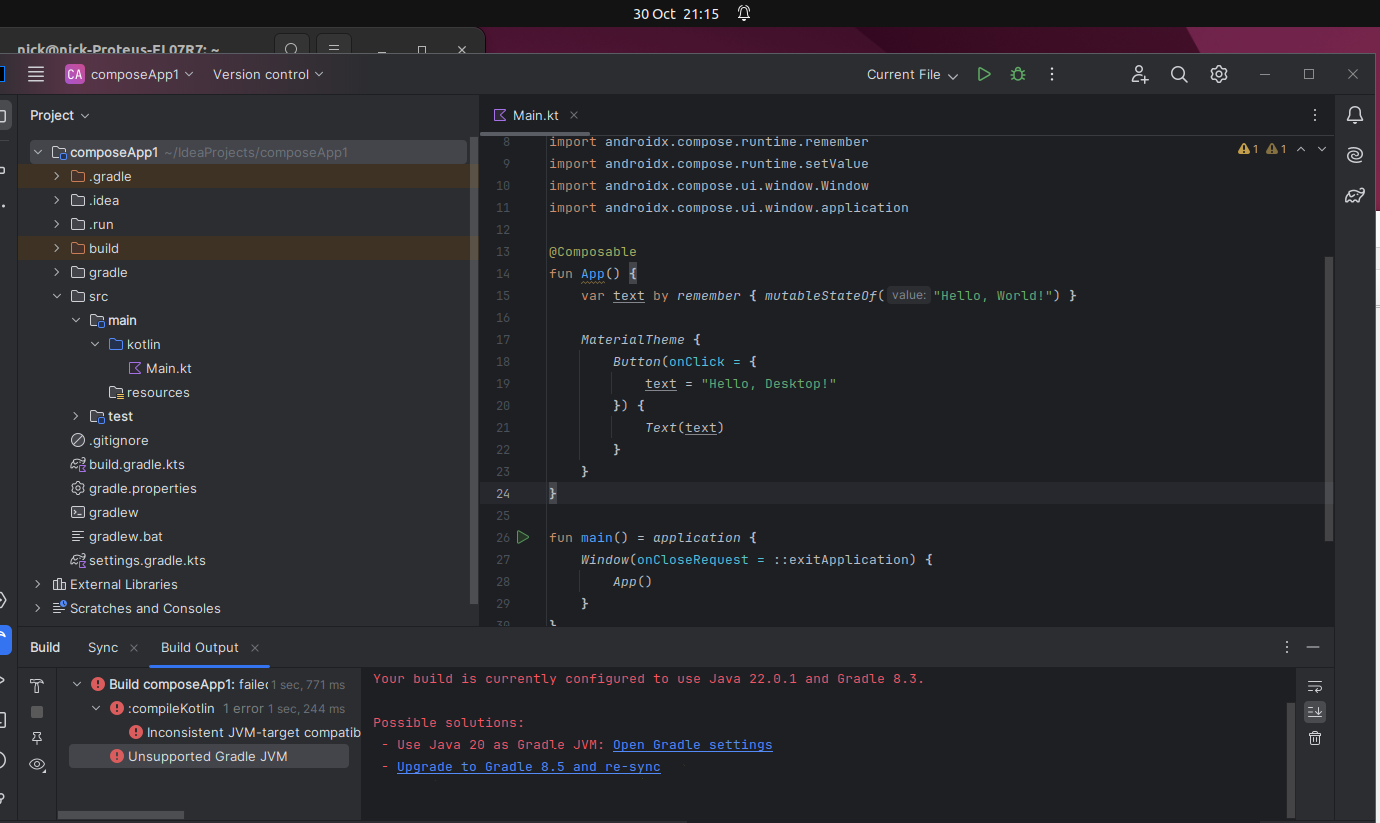 30 Oct 21:15
nick@nick-Proteus-EL07R7: ~
CA composeApp1 Version control Current File
Project
composeApp1 ~/IdeaProjects/composeApp1
.gradle
.idea
.run
build
gradle
src
main
kotlin
Main.kt
resources
test
.gitignore
build.gradle.kts
gradle.properties
gradlew
gradlew.bat
settings.gradle.kts
External Libraries
Scratches and Consoles
Main.kt
1 1
8 import androidx.compose.runtime.remember
9 import androidx.compose.runtime.setValue
10 import androidx.compose.ui.window.Window
11 import androidx.compose.ui.window.application
12
13 @Composable
14 fun App() {
15 var text by remember { mutableStateOf( value: "Hello, World!") }
16
17 MaterialTheme {
18 Button(onClick = {
19 text = "Hello, Desktop!"
20 }) {
21 Text(text)
22 }
23 }
24 }
25
26 fun main() = application {
27 Window(onCloseRequest = ::exitApplication) {
28 App()
29 }
30 }
Build Sync Build Output
Build composeApp1: failed 1 sec, 771 ms
:compileKotlin 1 error 1 sec, 244 ms
Inconsistent JVM-target compatib
Unsupported Gradle JVM
Your build is currently configured to use Java 22.0.1 and Gradle 8.3.
Possible solutions:
- Use Java 20 as Gradle JVM: Open Gradle settings
- Upgrade to Gradle 8.5 and re-sync